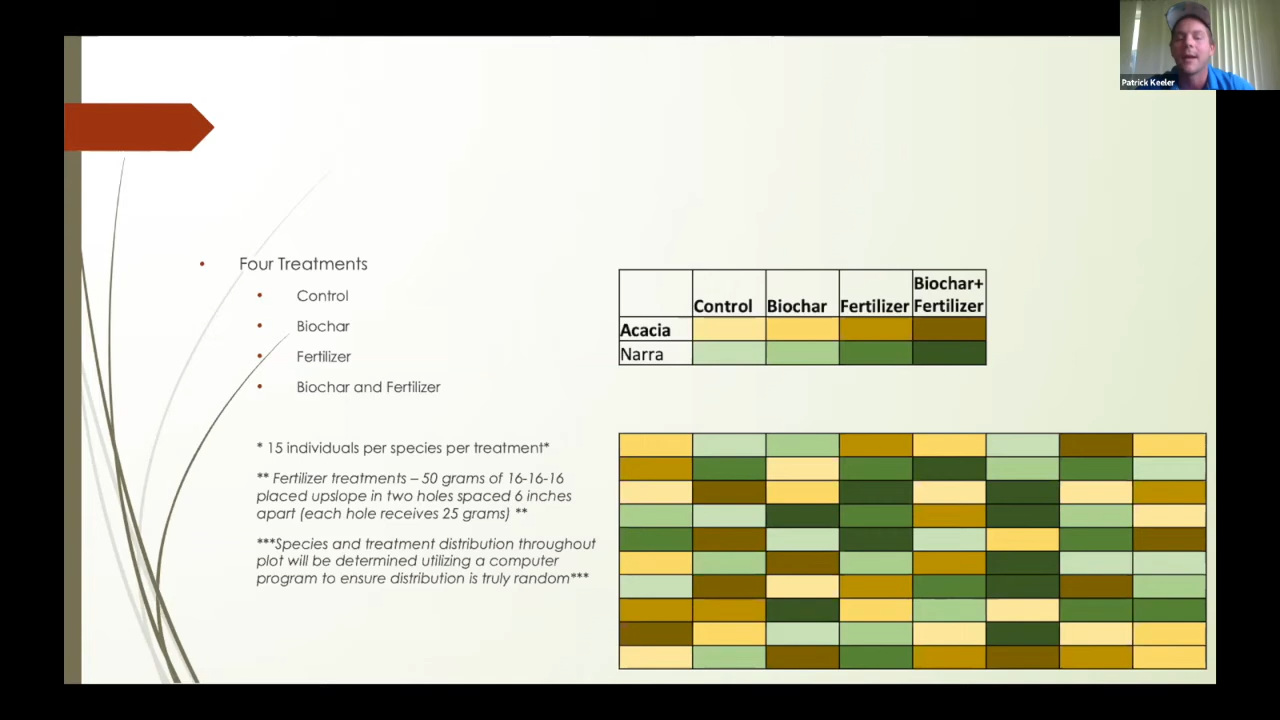 Patrick Keeler
• Four Treatments
• Control
• Biochar
• Fertilizer
• Biochar and Fertilizer
* 15 individuals per species per treatment*
** Fertilizer treatments – 50 grams of 16-16-16
placed upslope in two holes spaced 6 inches
apart (each hole receives 25 grams) **
***Species and treatment distribution throughout
plot will be determined utilizing a computer
program to ensure distribution is truly random***
Control Biochar Fertilizer Biochar+
Fertilizer
Acacia
Narra